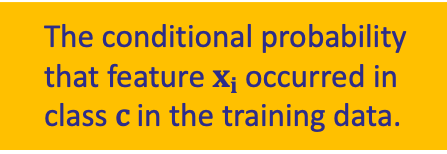 The conditional probability
that feature xᵢ occurred in
class c in the training data.